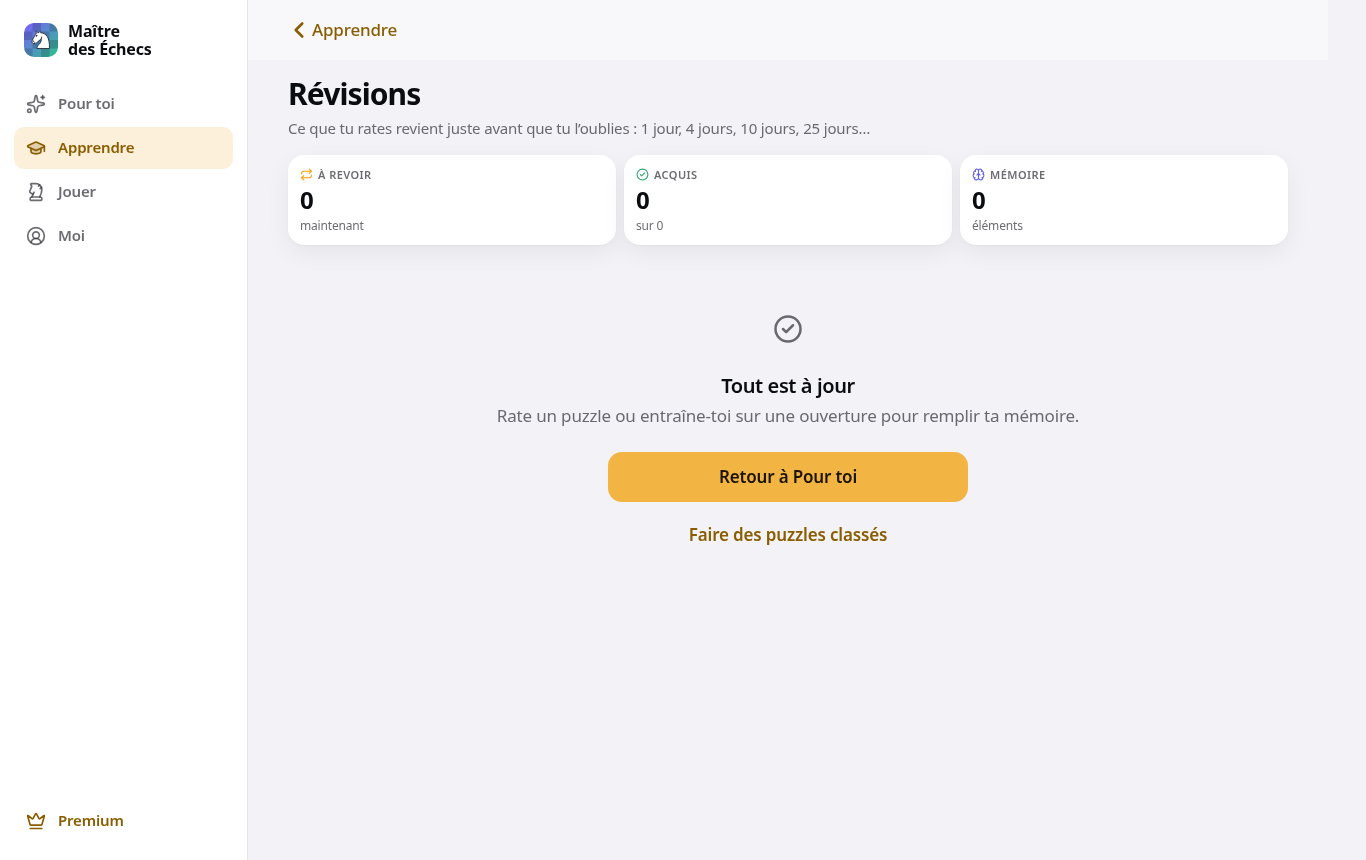 Maître
des Échecs
Pour toi
Apprendre
Jouer
Moi
Premium
Apprendre
Révisions
Ce que tu rates revient juste avant que tu l’oublies : 1 jour, 4 jours, 10 jours, 25 jours…
À REVOIR
0
maintenant
ACQUIS
0
sur 0
MÉMOIRE
0
éléments
Tout est à jour
Rate un puzzle ou entraîne-toi sur une ouverture pour remplir ta mémoire.
Retour à Pour toi
Faire des puzzles classés